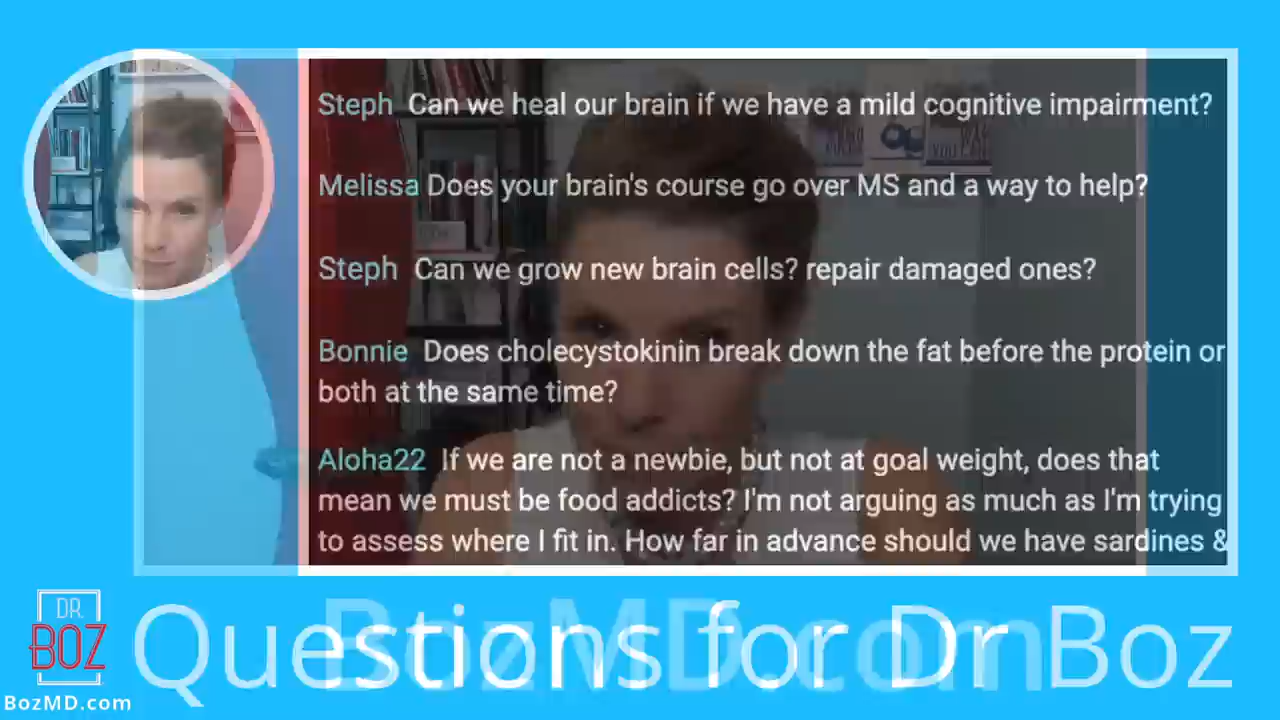 Steph Can we heal our brain if we have a mild cognitive impairment?
Melissa Does your brain's course go over MS and a way to help?
Steph Can we grow new brain cells? repair damaged ones?
Bonnie Does cholecystokinin break down the fat before the protein or
both at the same time?
Aloha22 If we are not a newbie, but not at goal weight, does that
mean we must be food addicts? I'm not arguing as much as I'm trying
to assess where I fit in. How far in advance should we have sardines &
DR.
BOZ
BozMD.com
Questions for Dr Boz
BozMD.com